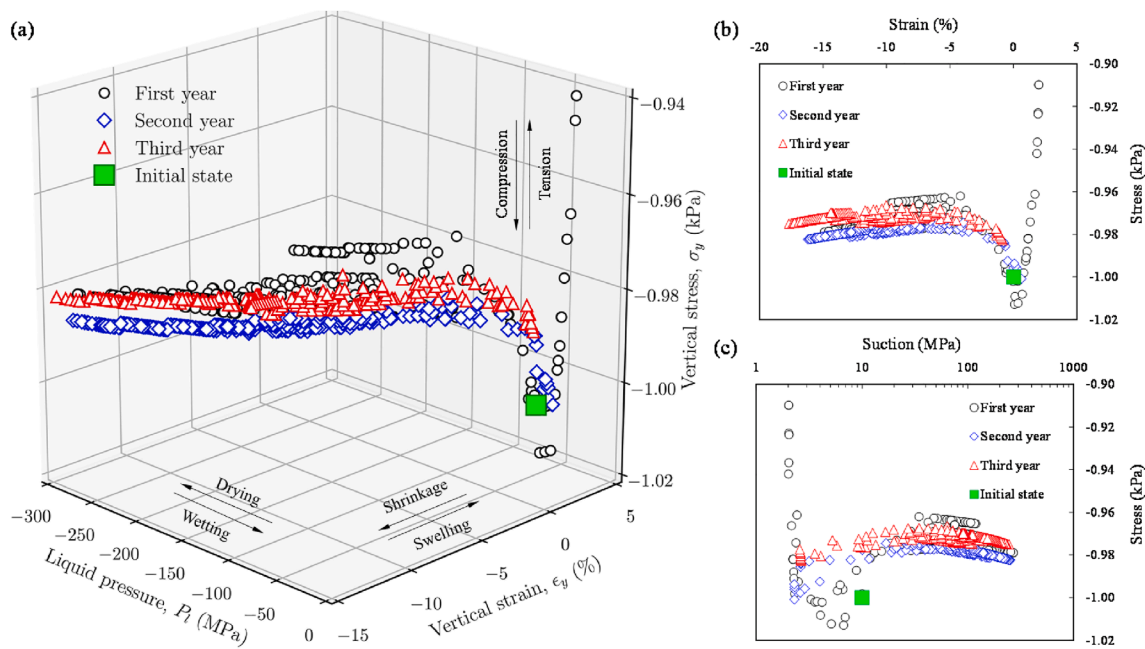 (a)
First year
Second year
Third year
Initial state
Compression
Tension
−0.94
−0.96
−0.98
−1.00
−1.02
Vertical stress, σy (kPa)
Drying
Wetting
Shrinkage
Swelling
−300
−250
−200
−150
−100
−50
0
Liquid pressure, Pl (MPa)
−15
−10
−5
0
5
Vertical strain, ϵy (%)
(b)
Strain (%)
-20 -15 -10 -5 0 5
First year
Second year
Third year
Initial state
-0.90
-0.92
-0.94
-0.96
-0.98
-1.00
-1.02
Stress (kPa)
(c)
Suction (MPa)
1 10 100 1000
First year
Second year
Third year
Initial state
-0.90
-0.92
-0.94
-0.96
-0.98
-1.00
-1.02
Stress (kPa)